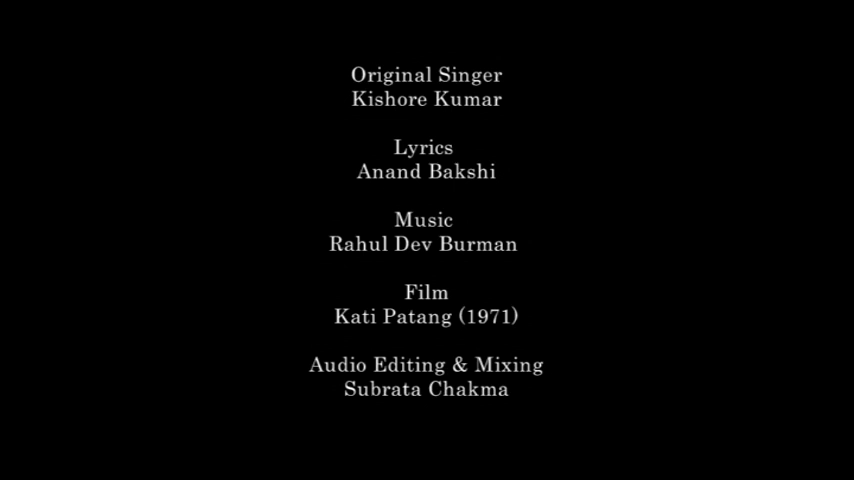 Original Singer
Kishore Kumar
Lyrics
Anand Bakshi
Music
Rahul Dev Burman
Film
Kati Patang (1971)
Audio Editing & Mixing
Subrata Chakma